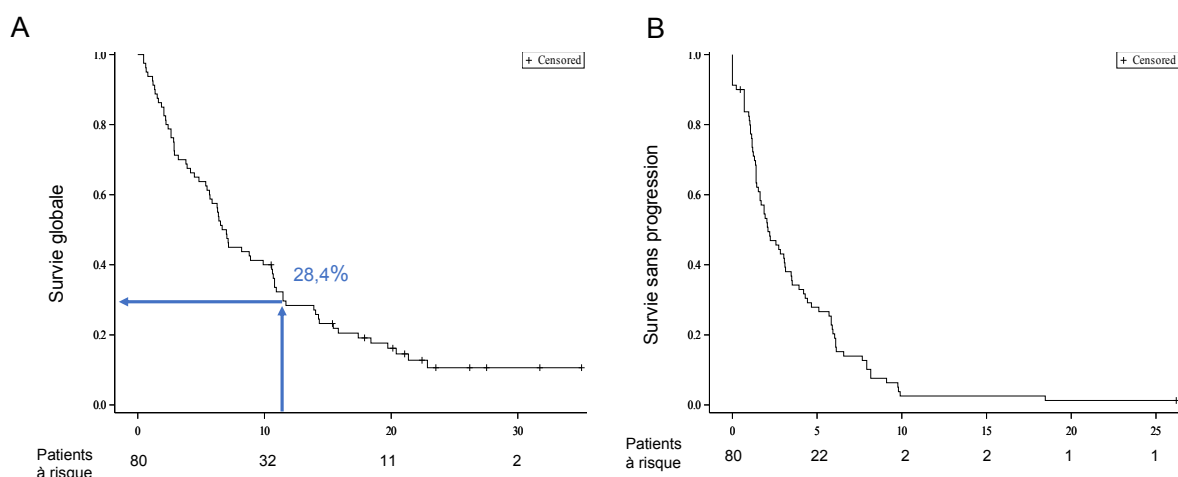 A
1.0
+ Censored
0.8
0.6
0.4
0.2
0.0
Survie globale
28,4%
0 10 20 30
Patients
à risque
80 32 11 2
B
1.0
+ Censored
0.8
0.6
0.4
0.2
0.0
Survie sans progression
0 5 10 15 20 25
Patients
à risque
80 22 2 2 1 1